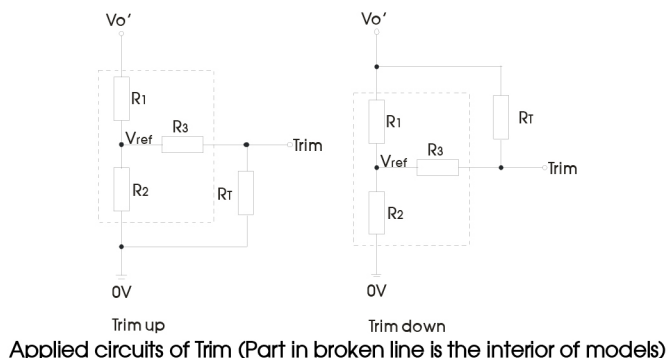 Vo'
R1
Vref
R3
Trim
R2
RT
0V
Trim up
Vo'
R1
RT
Vref
R3
Trim
R2
0V
Trim down
Applied circuits of Trim (Part in broken line is the interior of models)